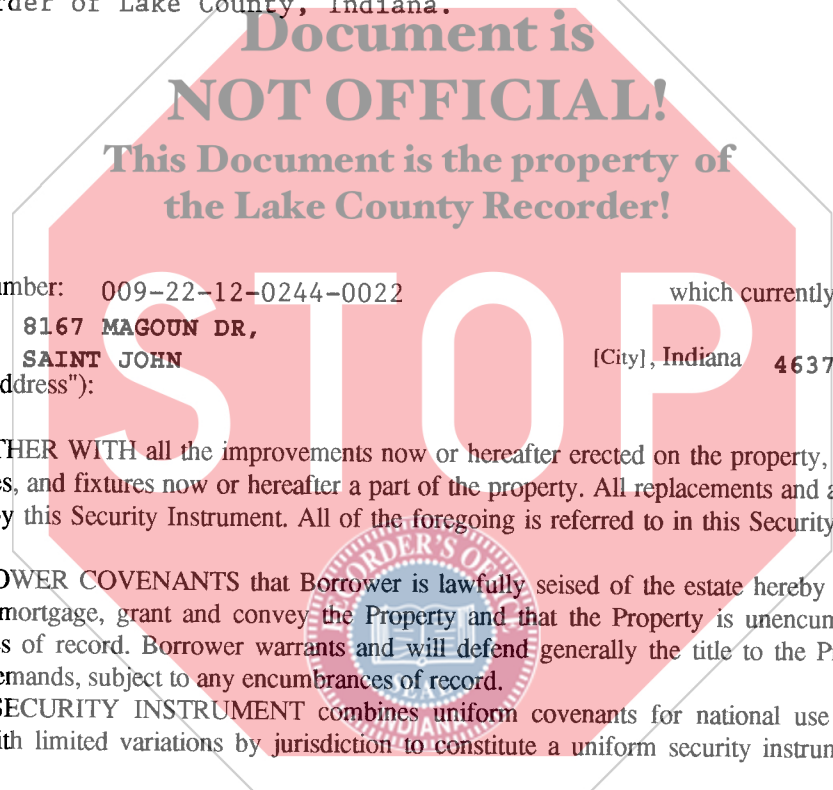 rder of Lake County, Indiana.
Document is
NOT OFFICIAL!
This Document is the property of
the Lake County Recorder!
STOP
umber: 009-22-12-0244-0022 which currently
8167 MAGOUN DR,
SAINT JOHN [City], Indiana 4637
ddress"):
THER WITH all the improvements now or hereafter erected on the property,
es, and fixtures now or hereafter a part of the property. All replacements and a
y this Security Instrument. All of the foregoing is referred to in this Security
OWER COVENANTS that Borrower is lawfully seised of the estate hereby
mortgage, grant and convey the Property and that the Property is unencum
s of record. Borrower warrants and will defend generally the title to the P
emands, subject to any encumbrances of record.
SECURITY INSTRUMENT combines uniform covenants for national use
ith limited variations by jurisdiction to constitute a uniform security instrum
RECORDER'S OFFICE
SEAL
INDIANA